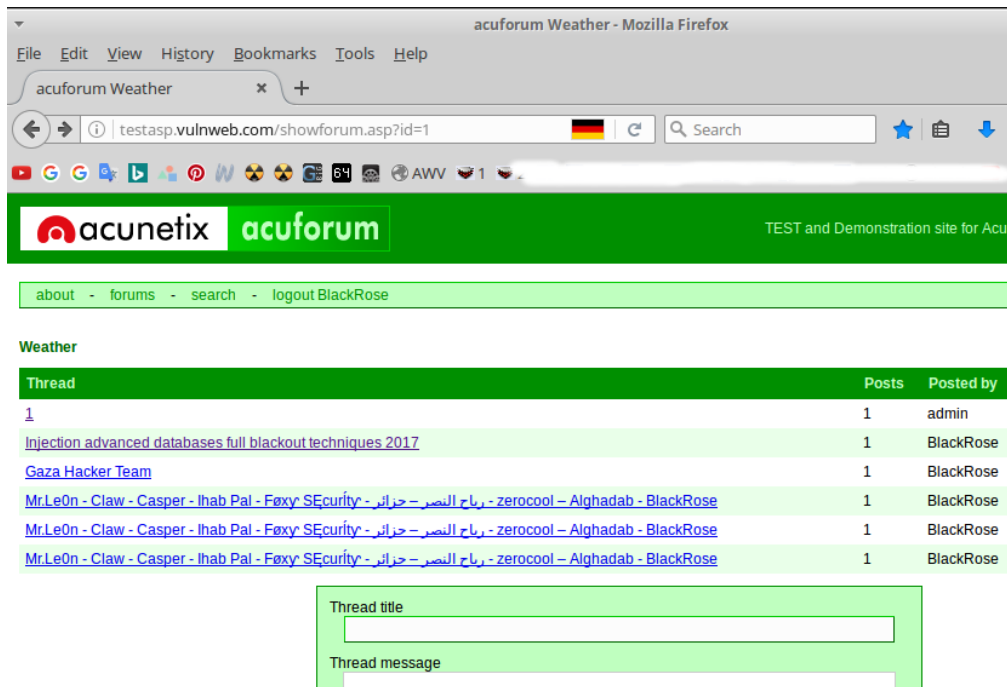 acuforum Weather - Mozilla Firefox
File Edit View History Bookmarks Tools Help
acuforum Weather
testasp.vulnweb.com/showforum.asp?id=1
Search
64 AWV 1
acunetix acuforum
TEST and Demonstration site for Acu
about - forums - search - logout BlackRose
Weather
Thread Posts Posted by
1 1 admin
Injection advanced databases full blackout techniques 2017 1 BlackRose
Gaza Hacker Team 1 BlackRose
Mr.Le0n - Claw - Casper - Ihab Pal - Føxy SĘcurÍty - رياح النصر – جزائر - zerocool – Alghadab - BlackRose 1 BlackRose
Mr.Le0n - Claw - Casper - Ihab Pal - Føxy SĘcurÍty - رياح النصر – جزائر - zerocool – Alghadab - BlackRose 1 BlackRose
Mr.Le0n - Claw - Casper - Ihab Pal - Føxy SĘcurÍty - رياح النصر – جزائر - zerocool – Alghadab - BlackRose 1 BlackRose
Thread title
Thread message